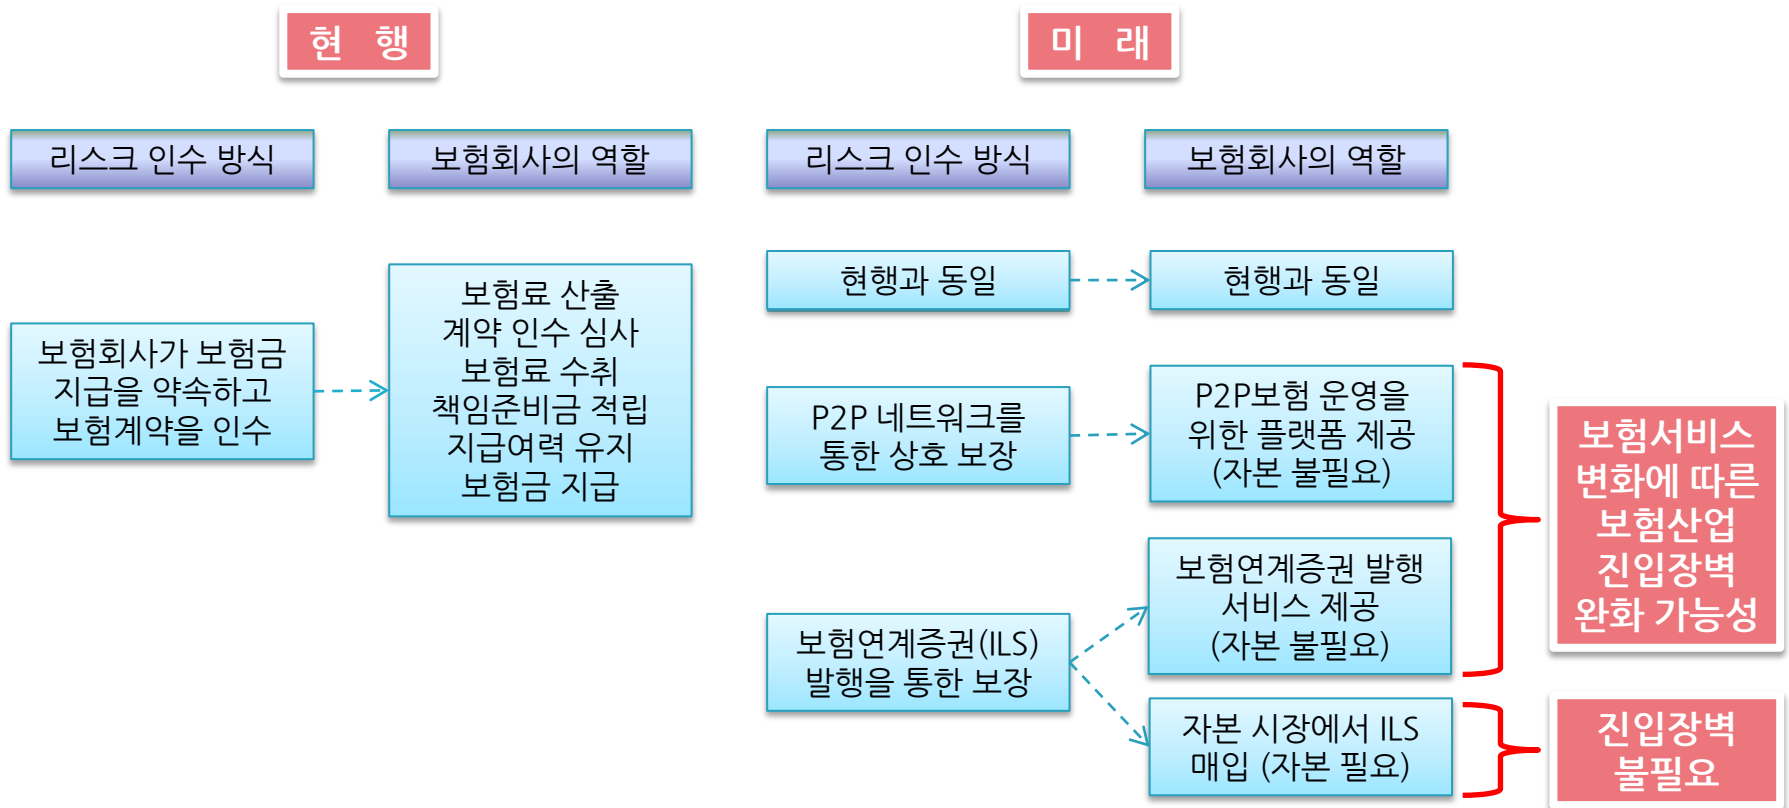 현 행
미 래
리스크 인수 방식
보험회사의 역할
리스크 인수 방식
보험회사의 역할
보험회사가 보험금
지급을 약속하고
보험계약을 인수
보험료 산출
계약 인수 심사
보험료 수취
책임준비금 적립
지급여력 유지
보험금 지급
현행과 동일
현행과 동일
P2P 네트워크를
통한 상호 보장
P2P보험 운영을
위한 플랫폼 제공
(자본 불필요)
보험연계증권(ILS)
발행을 통한 보장
보험연계증권 발행
서비스 제공
(자본 불필요)
자본 시장에서 ILS
매입 (자본 필요)
보험서비스
변화에 따른
보험산업
진입장벽
완화 가능성
진입장벽
불필요